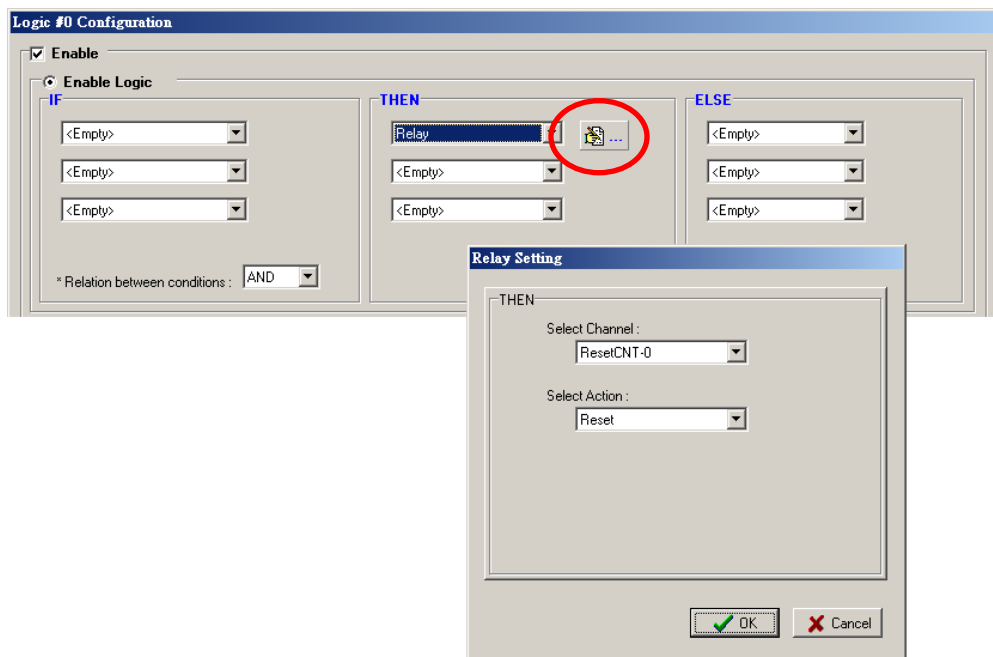 Logic #0 Configuration
Enable
Enable Logic
IF THEN ELSE
<Empty> Relay ... <Empty>
<Empty> <Empty> <Empty>
<Empty> <Empty> <Empty>
* Relation between conditions : AND
Relay Setting
THEN
Select Channel :
ResetCNT-0
Select Action :
Reset
OK Cancel